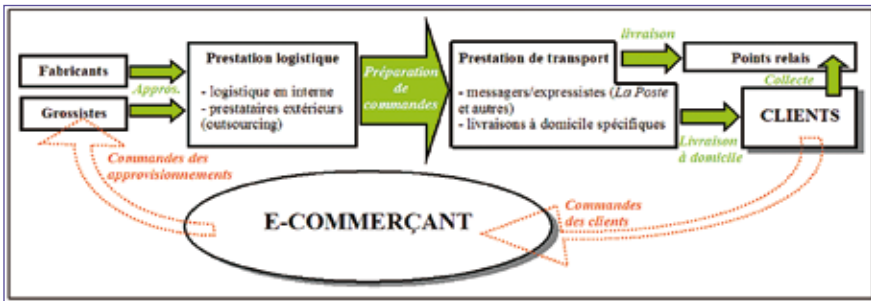 Fabricants
Grossistes
Appros.
Prestation logistique
- logistique en interne
- prestataires extérieurs
(outsourcing)
Préparation
de
commandes
Prestation de transport
- messagers/expressistes (La Poste
et autres)
- livraisons à domicile spécifiques
livraison
Points relais
Collecte
CLIENTS
Livraison
à domicile
Commandes des
approvisionnements
E-COMMERÇANT
Commandes
des clients